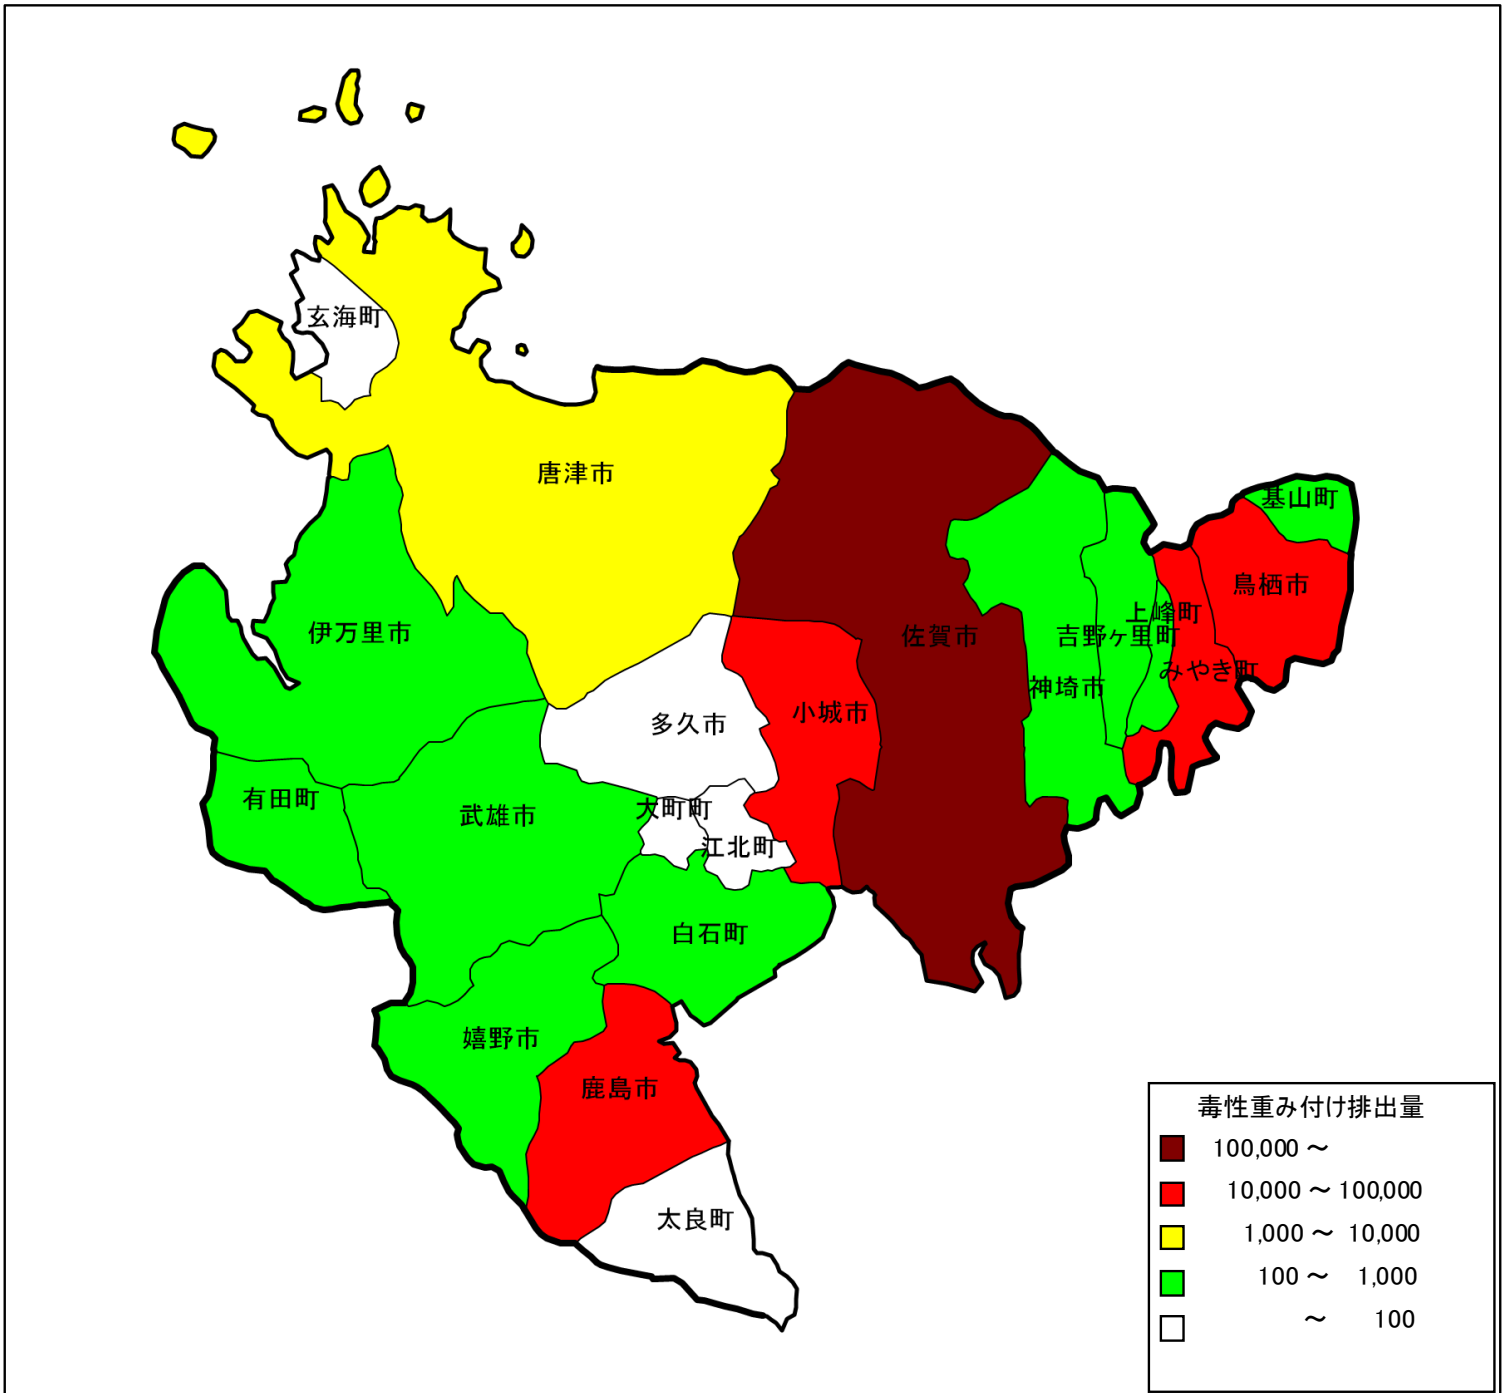 玄海町
唐津市
基山町
鳥栖市
上峰町
伊万里市
佐賀市
吉野ヶ里町
みやき町
神埼市
小城市
多久市
有田町
大町町
武雄市
江北町
白石町
嬉野市
鹿島市
太良町
毒性重み付け排出量
100,000 ～
10,000 ～ 100,000
1,000 ～ 10,000
100 ～ 1,000
～ 100